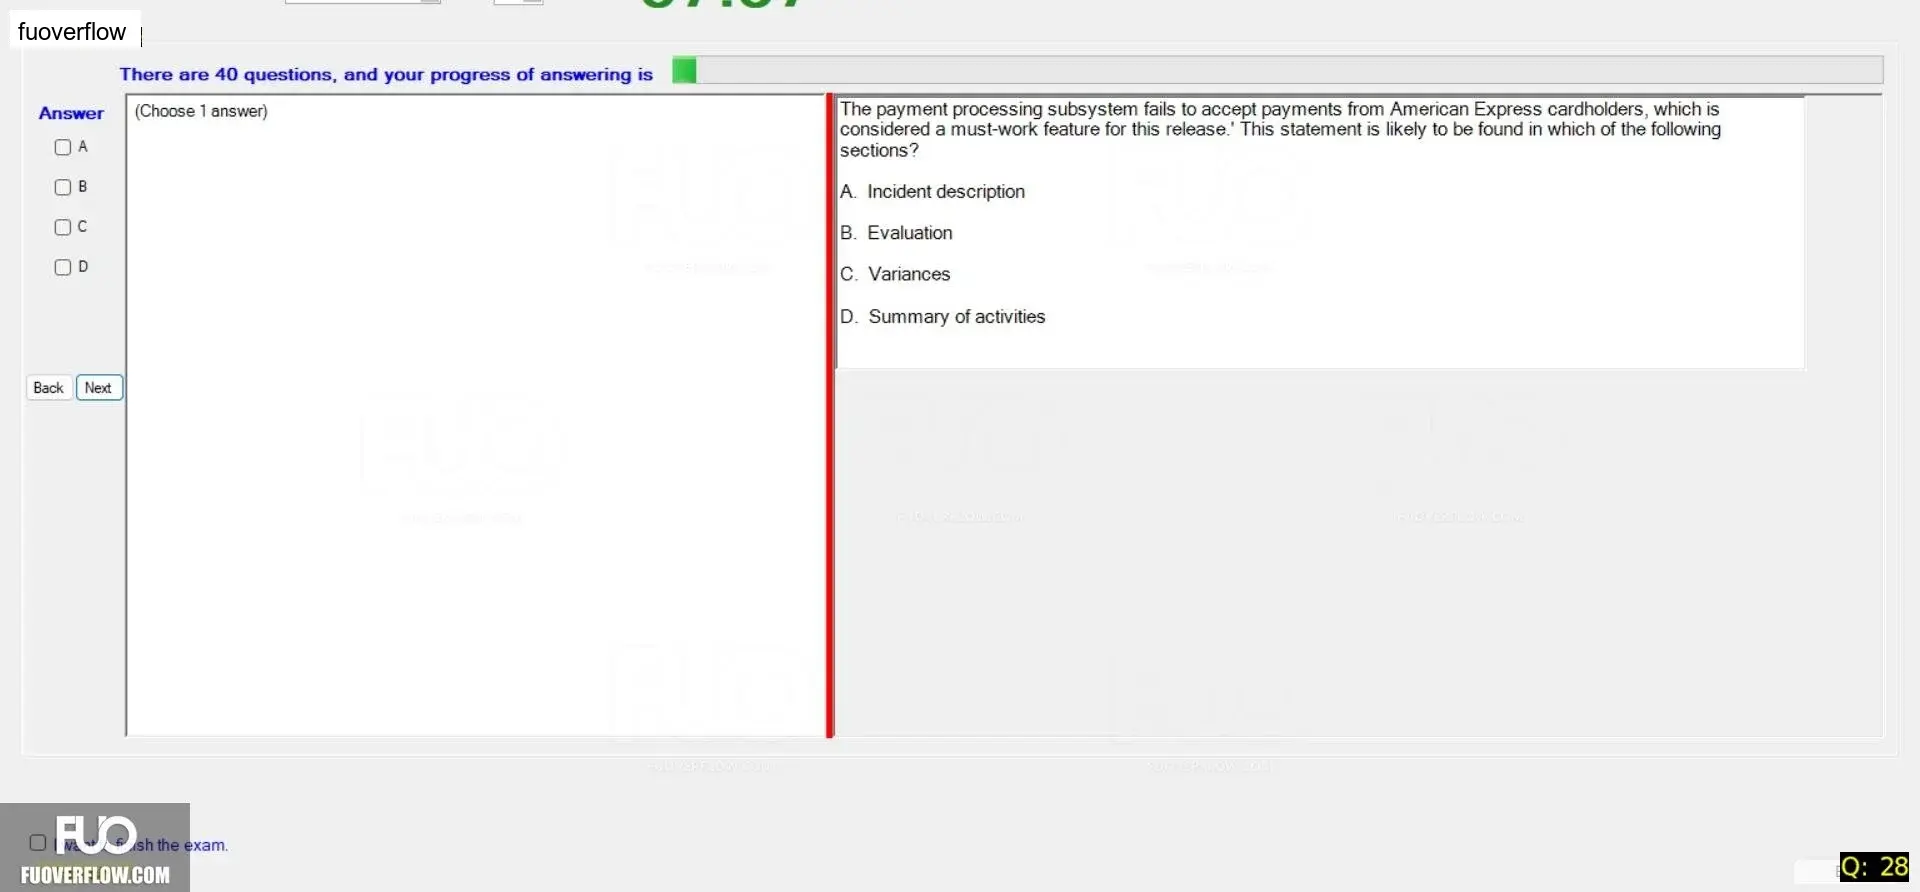 fuoverflow
There are 40 questions, and your progress of answering is
Answer
(Choose 1 answer)
A
B
C
D
Back
Next
The payment processing subsystem fails to accept payments from American Express cardholders, which is
considered a must-work feature for this release.' This statement is likely to be found in which of the following
sections?
A. Incident description
B. Evaluation
C. Variances
D. Summary of activities
FUO
FUOVERFLOW.COM
the exam.
Q: 28